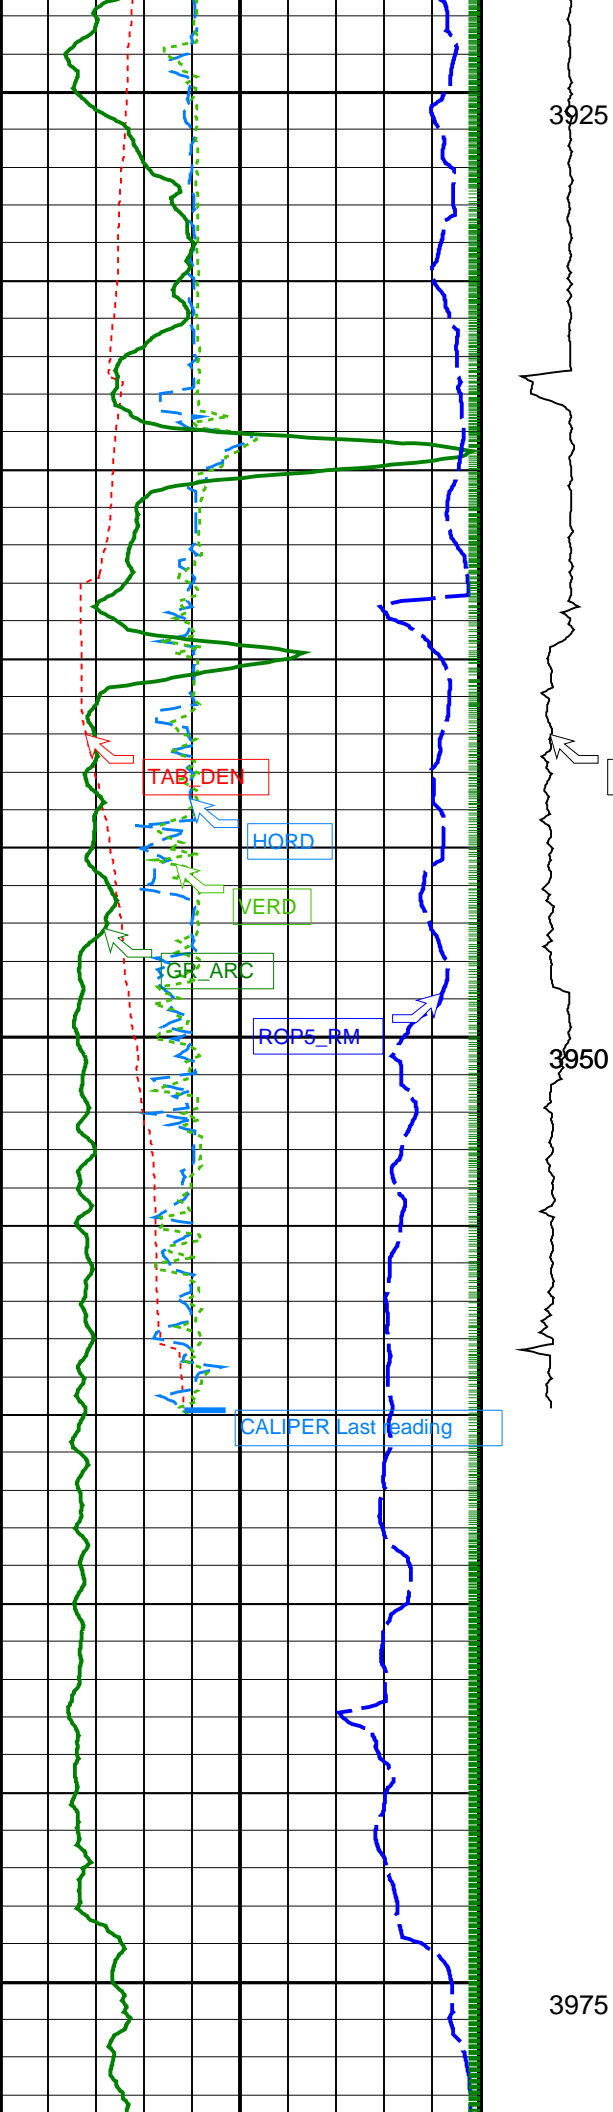 3925
TAB_DEN
HORD
VERD
GR_ARC
ROP5_RM
3950
CALIPER Last reading
3975